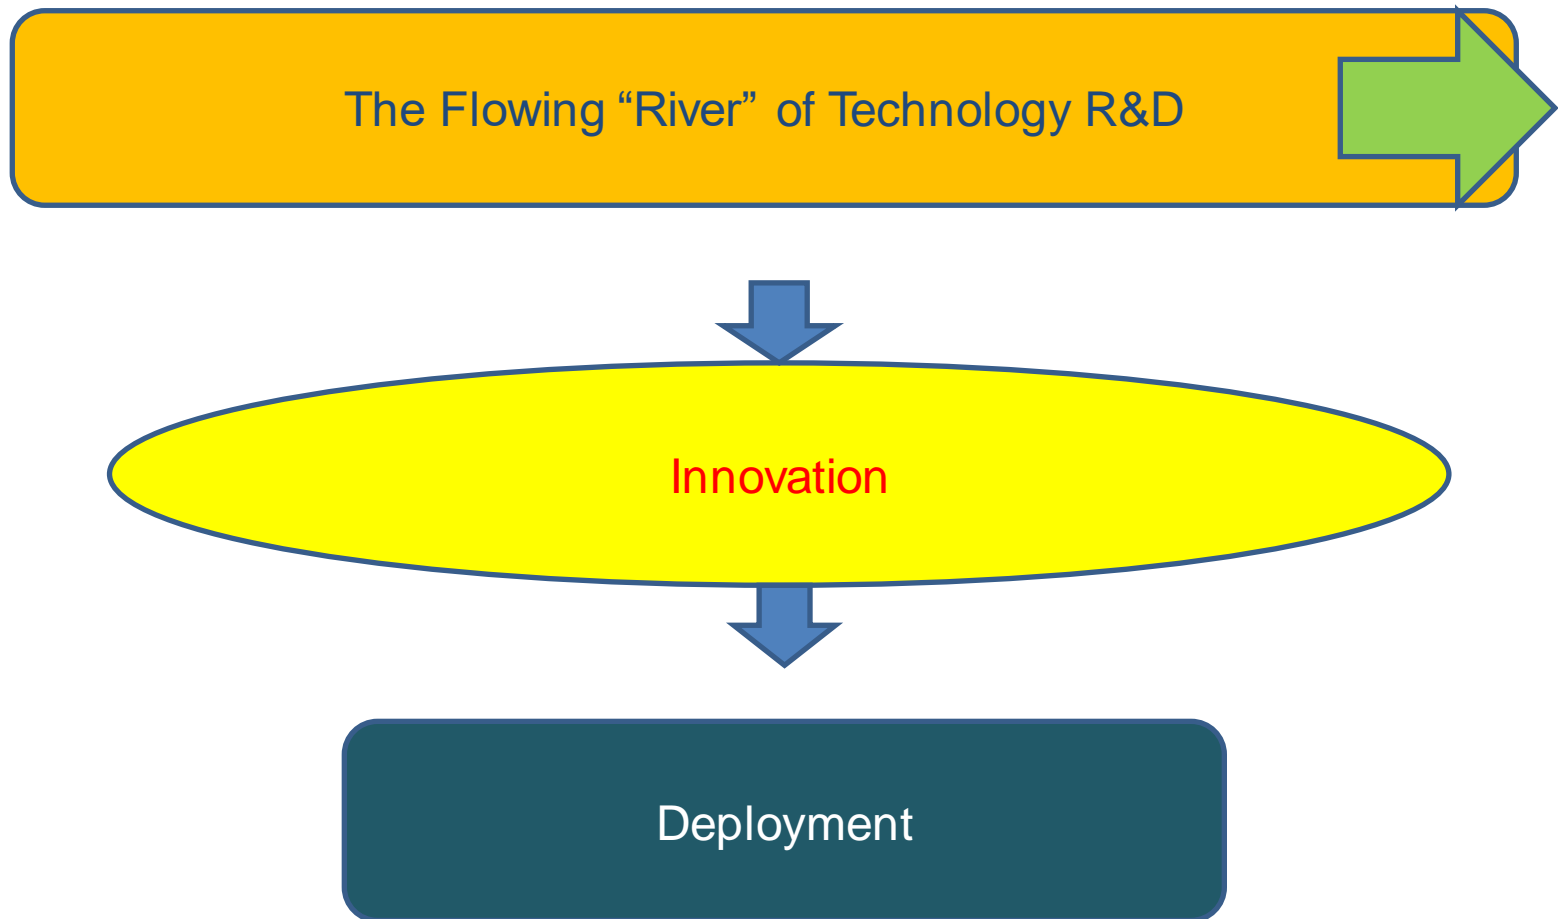 The Flowing “River” of Technology R&D
Innovation
Deployment